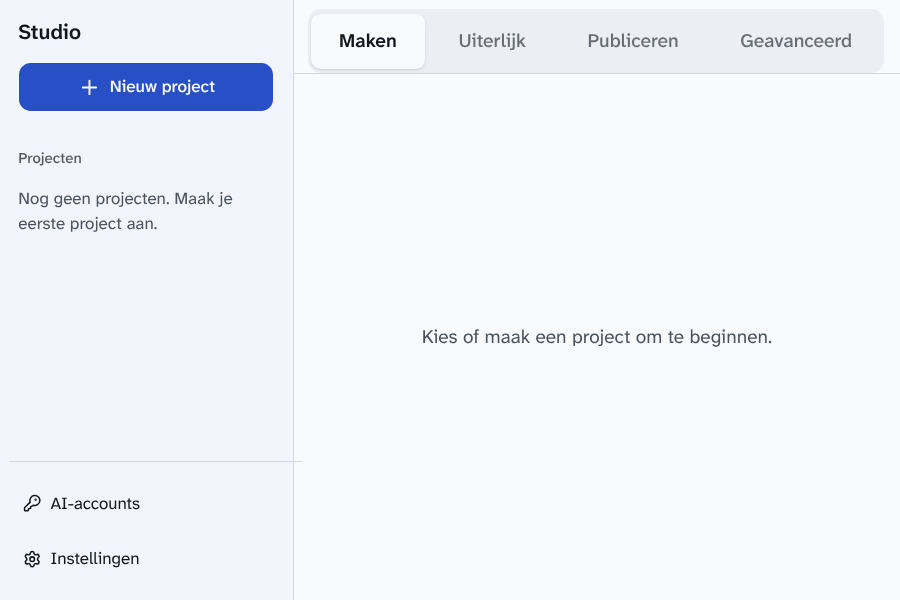 Studio
Nieuw project
Projecten
Nog geen projecten. Maak je
eerste project aan.
AI-accounts
Instellingen
Maken
Uiterlijk
Publiceren
Geavanceerd
Kies of maak een project om te beginnen.